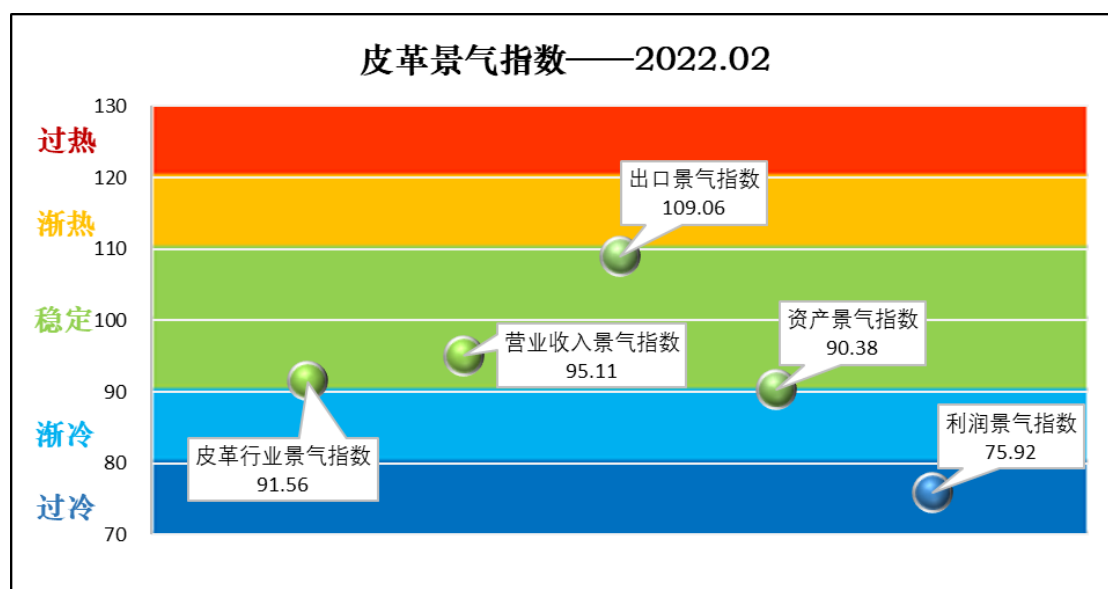 皮革景气指数——2022.02
130
过热
120
出口景气指数
109.06
渐热
110
稳定
100
资产景气指数
90.38
营业收入景气指数
95.11
90
渐冷
利润景气指数
75.92
皮革行业景气指数
91.56
80
过冷
70